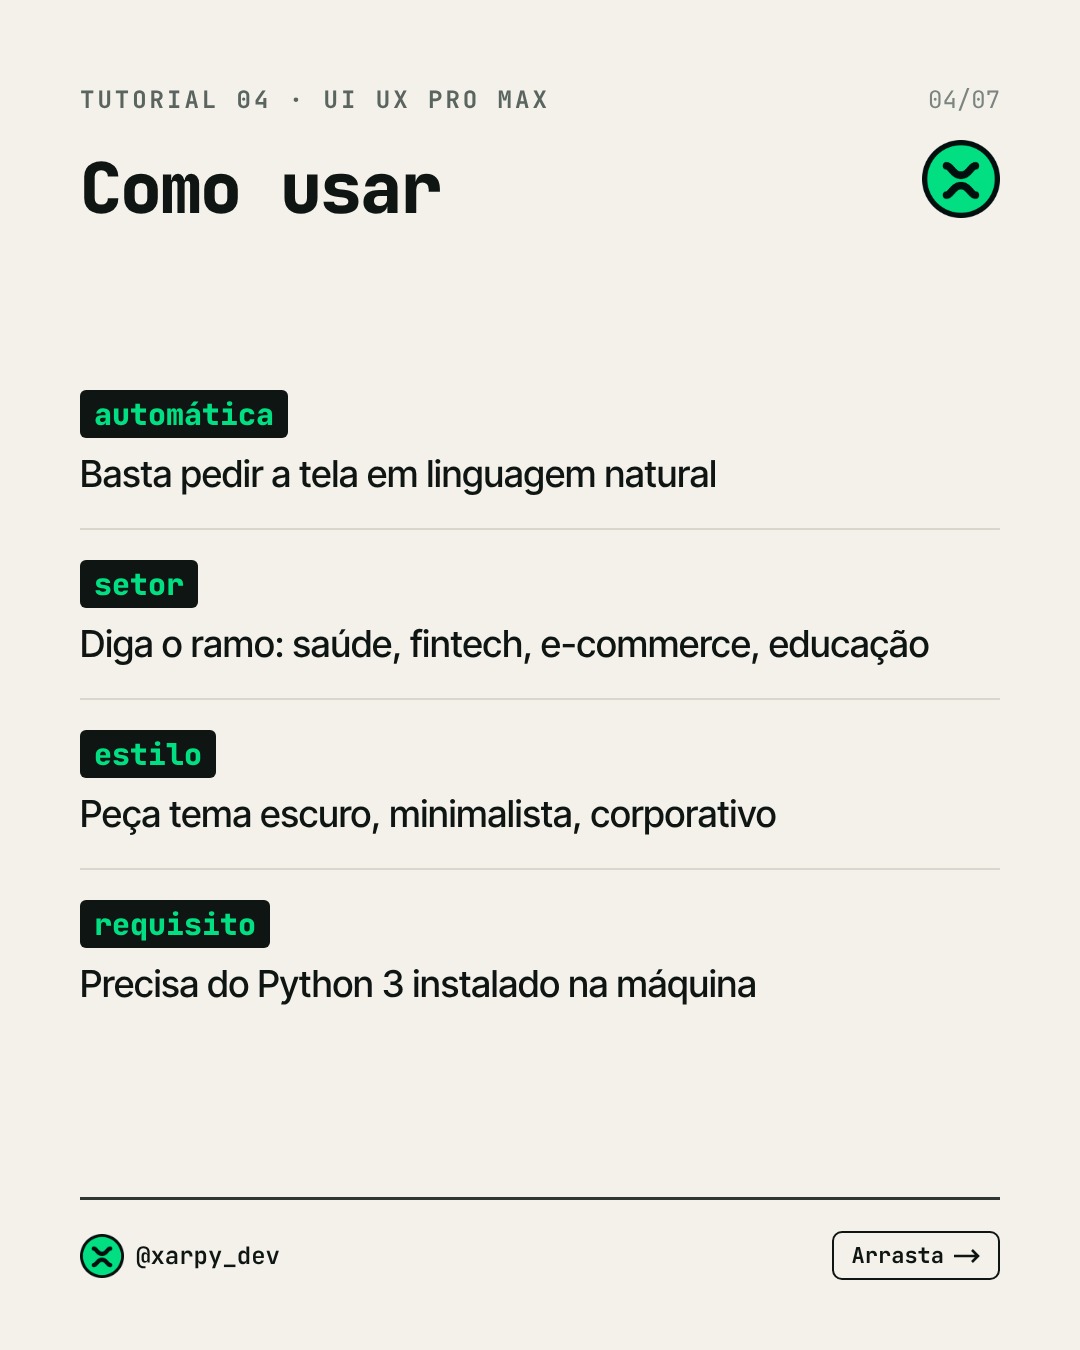 TUTORIAL 04 · UI UX PRO MAX
04/07
Como usar
automática
Basta pedir a tela em linguagem natural
setor
Diga o ramo: saúde, fintech, e-commerce, educação
estilo
Peça tema escuro, minimalista, corporativo
requisito
Precisa do Python 3 instalado na máquina
@xarpy_dev
Arrasta →